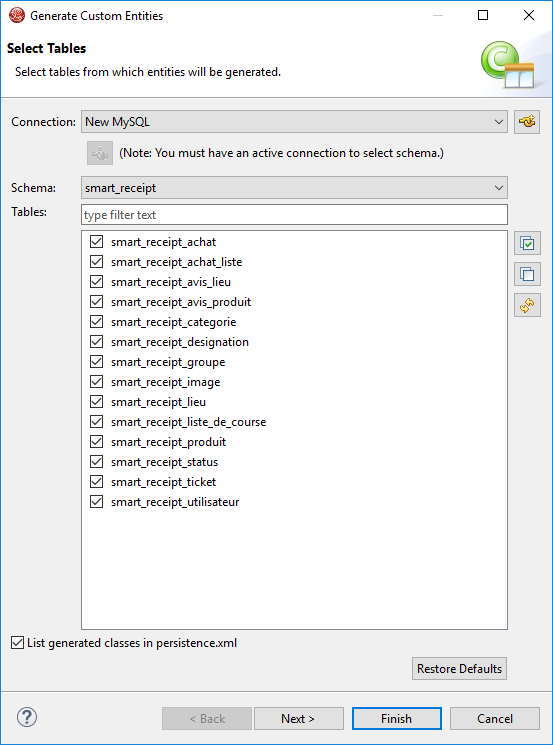 Generate Custom Entities
Select Tables
Select tables from which entities will be generated.
Connection: New MySQL
(Note: You must have an active connection to select schema.)
Schema: smart_receipt
Tables: type filter text
smart_receipt_achat
smart_receipt_achat_liste
smart_receipt_avis_lieu
smart_receipt_avis_produit
smart_receipt_categorie
smart_receipt_designation
smart_receipt_groupe
smart_receipt_image
smart_receipt_lieu
smart_receipt_liste_de_course
smart_receipt_produit
smart_receipt_status
smart_receipt_ticket
smart_receipt_utilisateur
List generated classes in persistence.xml
Restore Defaults
? < Back Next > Finish Cancel